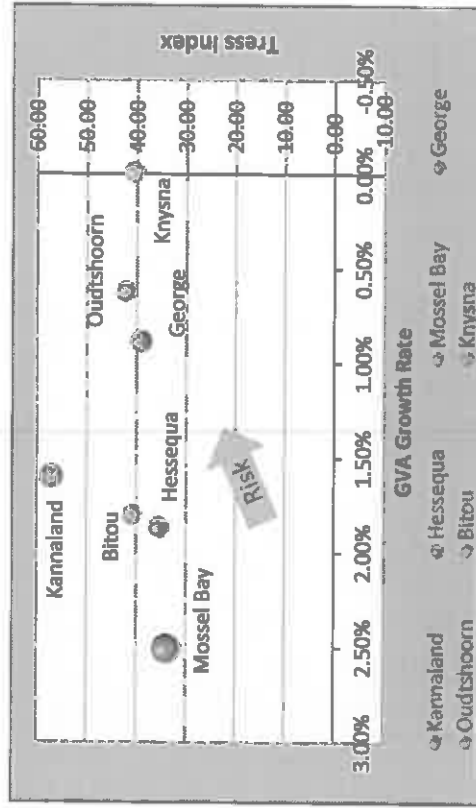 Tress Index
60.00
50.00
40.00
30.00
20.00
10.00
0.00
-10.00
Kannaland
Oudtshoorn
Bitou
Hessequa
George
Knysna
Mossel Bay
Risk
3.00%
2.50%
2.00%
1.50%
1.00%
0.50%
0.00%
-0.50%
GVA Growth Rate
Kannaland
Hessequa
Mossel Bay
George
Oudtshoorn
Bitou
Knysna